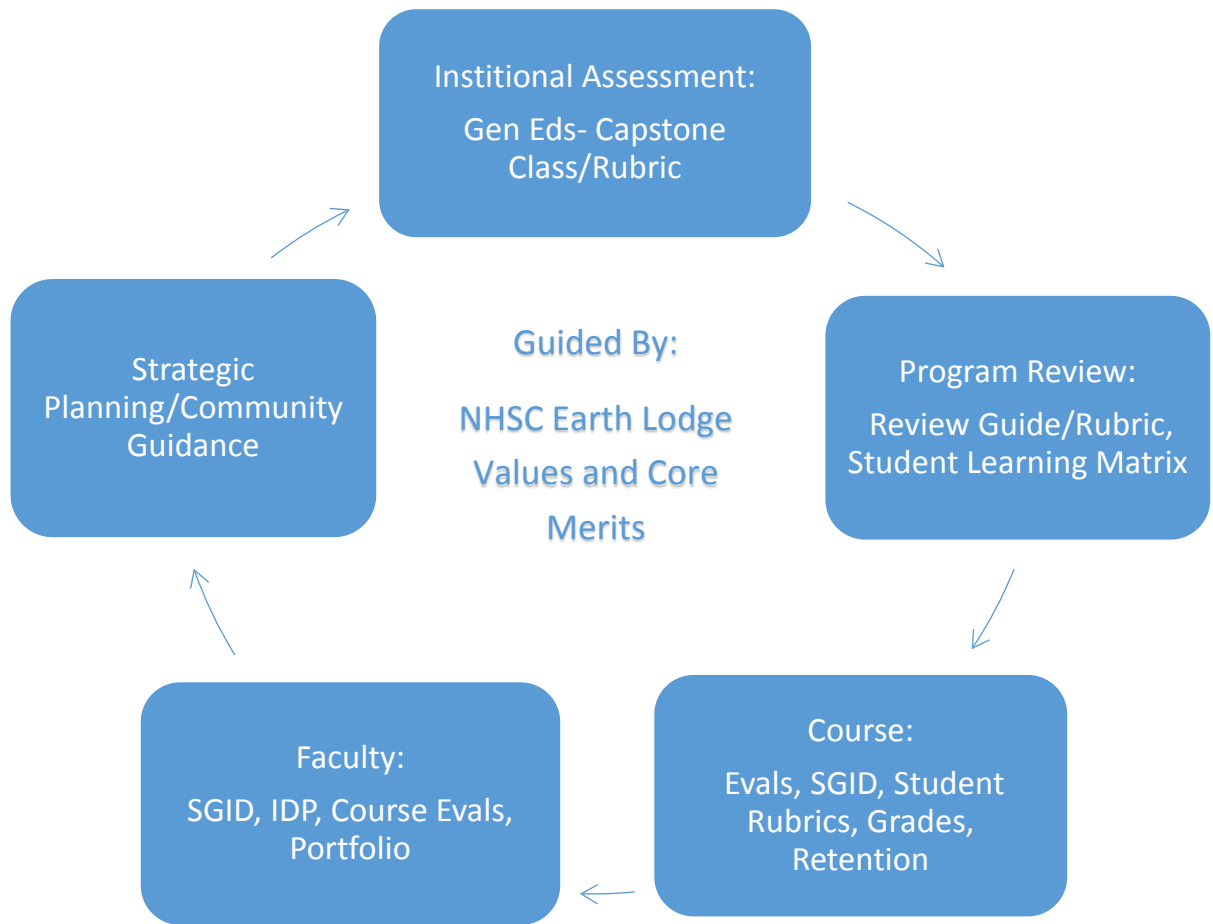 Institional Assessment:
Gen Eds- Capstone
Class/Rubric
Strategic
Planning/Community
Guidance
Guided By:
NHSC Earth Lodge
Values and Core
Merits
Program Review:
Review Guide/Rubric,
Student Learning Matrix
Faculty:
SGID, IDP, Course Evals,
Portfolio
Course:
Evals, SGID, Student
Rubrics, Grades,
Retention